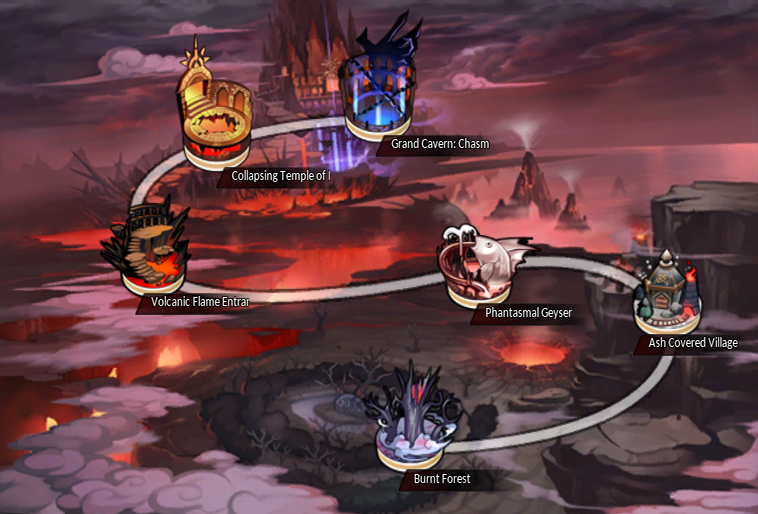 Grand Cavern: Chasm
Collapsing Temple of I
Volcanic Flame Entrar
Phantasmal Geyser
Ash Covered Village
Burnt Forest